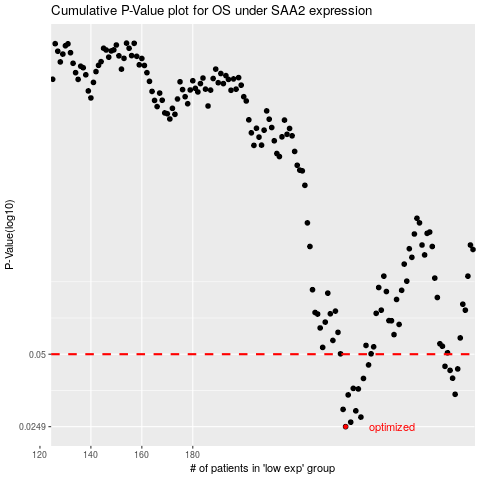 Cumulative P-Value plot for OS under SAA2 expression
P-Value(log10)
0.05
0.0249
optimized
120 140 160 180
# of patients in 'low exp' group